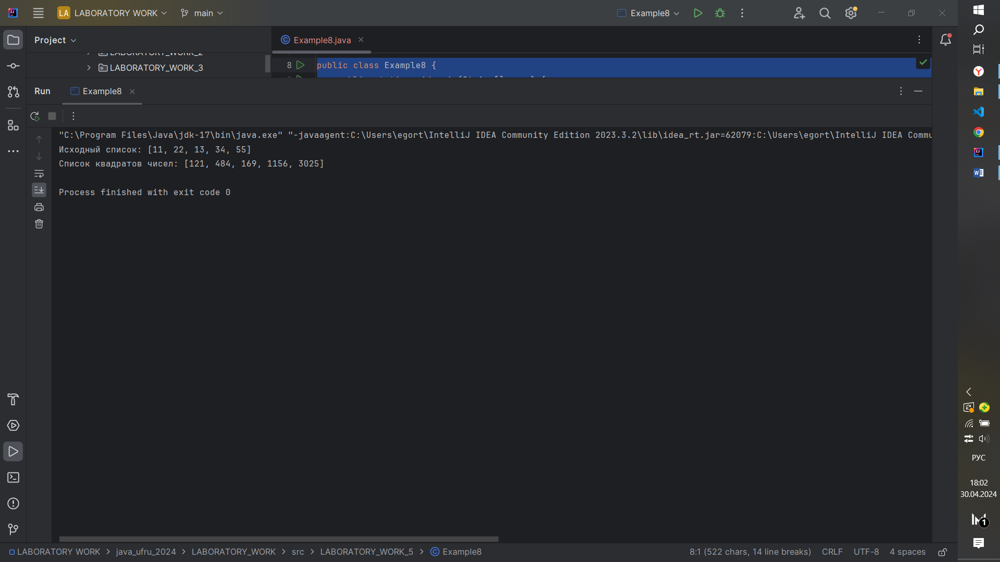 LA LABORATORY WORK main Example8
Project
Example8.java
LABORATORY_WORK_2
LABORATORY_WORK_3
8 public class Example8 {
Run Example8
"C:\Program Files\Java\jdk-17\bin\java.exe" "-javaagent:C:\Users\egort\IntelliJ IDEA Community Edition 2023.3.2\lib\idea_rt.jar=62079:C:\Users\egort\IntelliJ IDEA Commu
Исходный список: [11, 22, 13, 34, 55]
Список квадратов чисел: [121, 484, 169, 1156, 3025]
Process finished with exit code 0
РУС
18:02
30.04.2024
1
LABORATORY WORK > java_ufru_2024 > LABORATORY_WORK > src > LABORATORY_WORK_5 > Example8
8:1 (522 chars, 14 line breaks) CRLF UTF-8 4 spaces